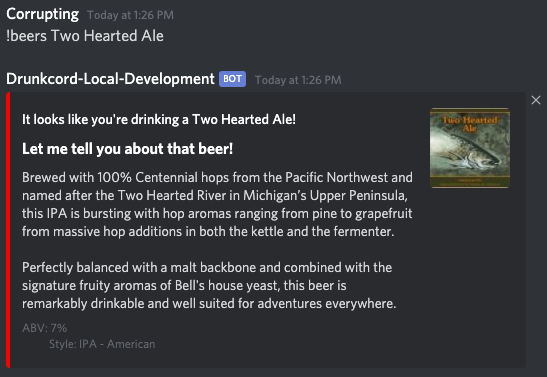 Corrupting Today at 1:26 PM
!beers Two Hearted Ale
Drunkcord-Local-Development BOT Today at 1:26 PM
It looks like you're drinking a Two Hearted Ale!
Two Hearted
Ale
Let me tell you about that beer!
Brewed with 100% Centennial hops from the Pacific Northwest and
named after the Two Hearted River in Michigan's Upper Peninsula,
this IPA is bursting with hop aromas ranging from pine to grapefruit
from massive hop additions in both the kettle and the fermenter.
Perfectly balanced with a malt backbone and combined with the
signature fruity aromas of Bell's house yeast, this beer is
remarkably drinkable and well suited for adventures everywhere.
ABV: 7%
Style: IPA - American